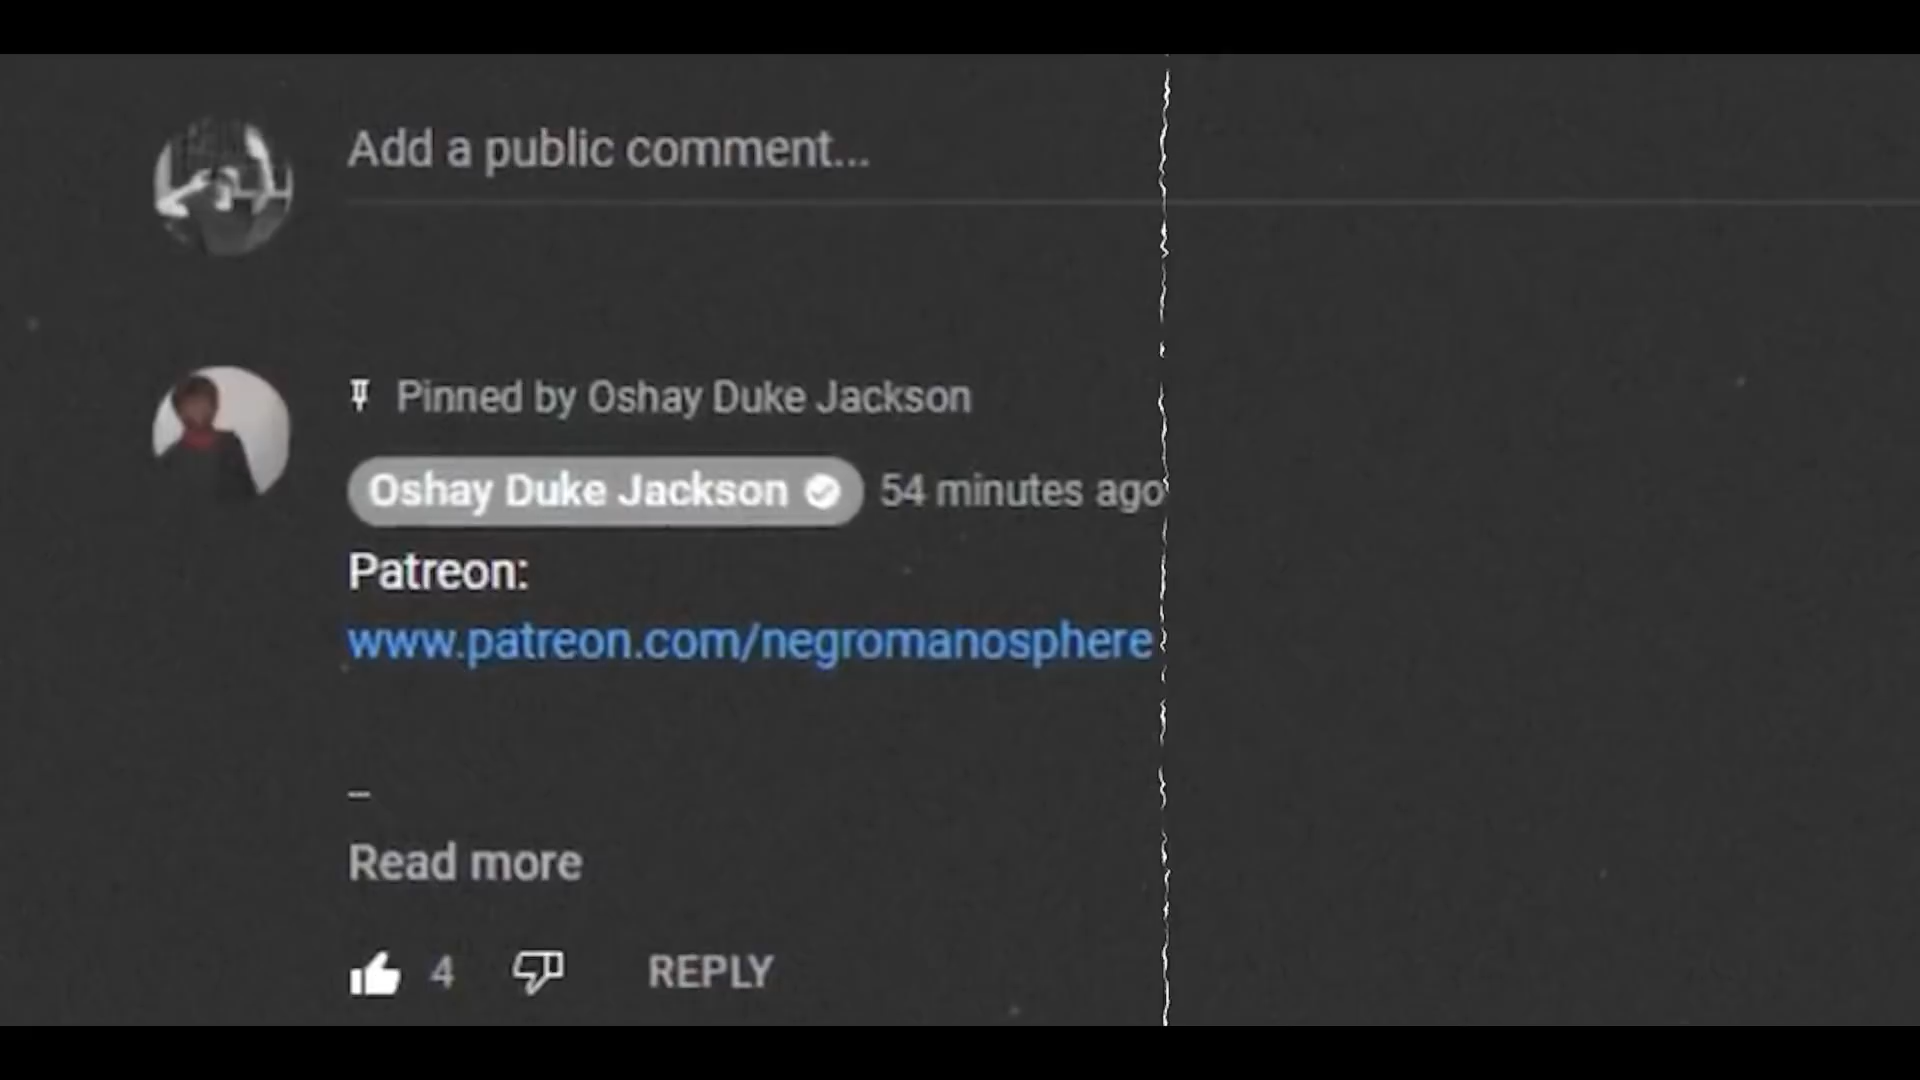 Add a public comment...
Pinned by Oshay Duke Jackson
Oshay Duke Jackson 54 minutes ago
Patreon:
www.patreon.com/negromanosphere
_
Read more
4 REPLY